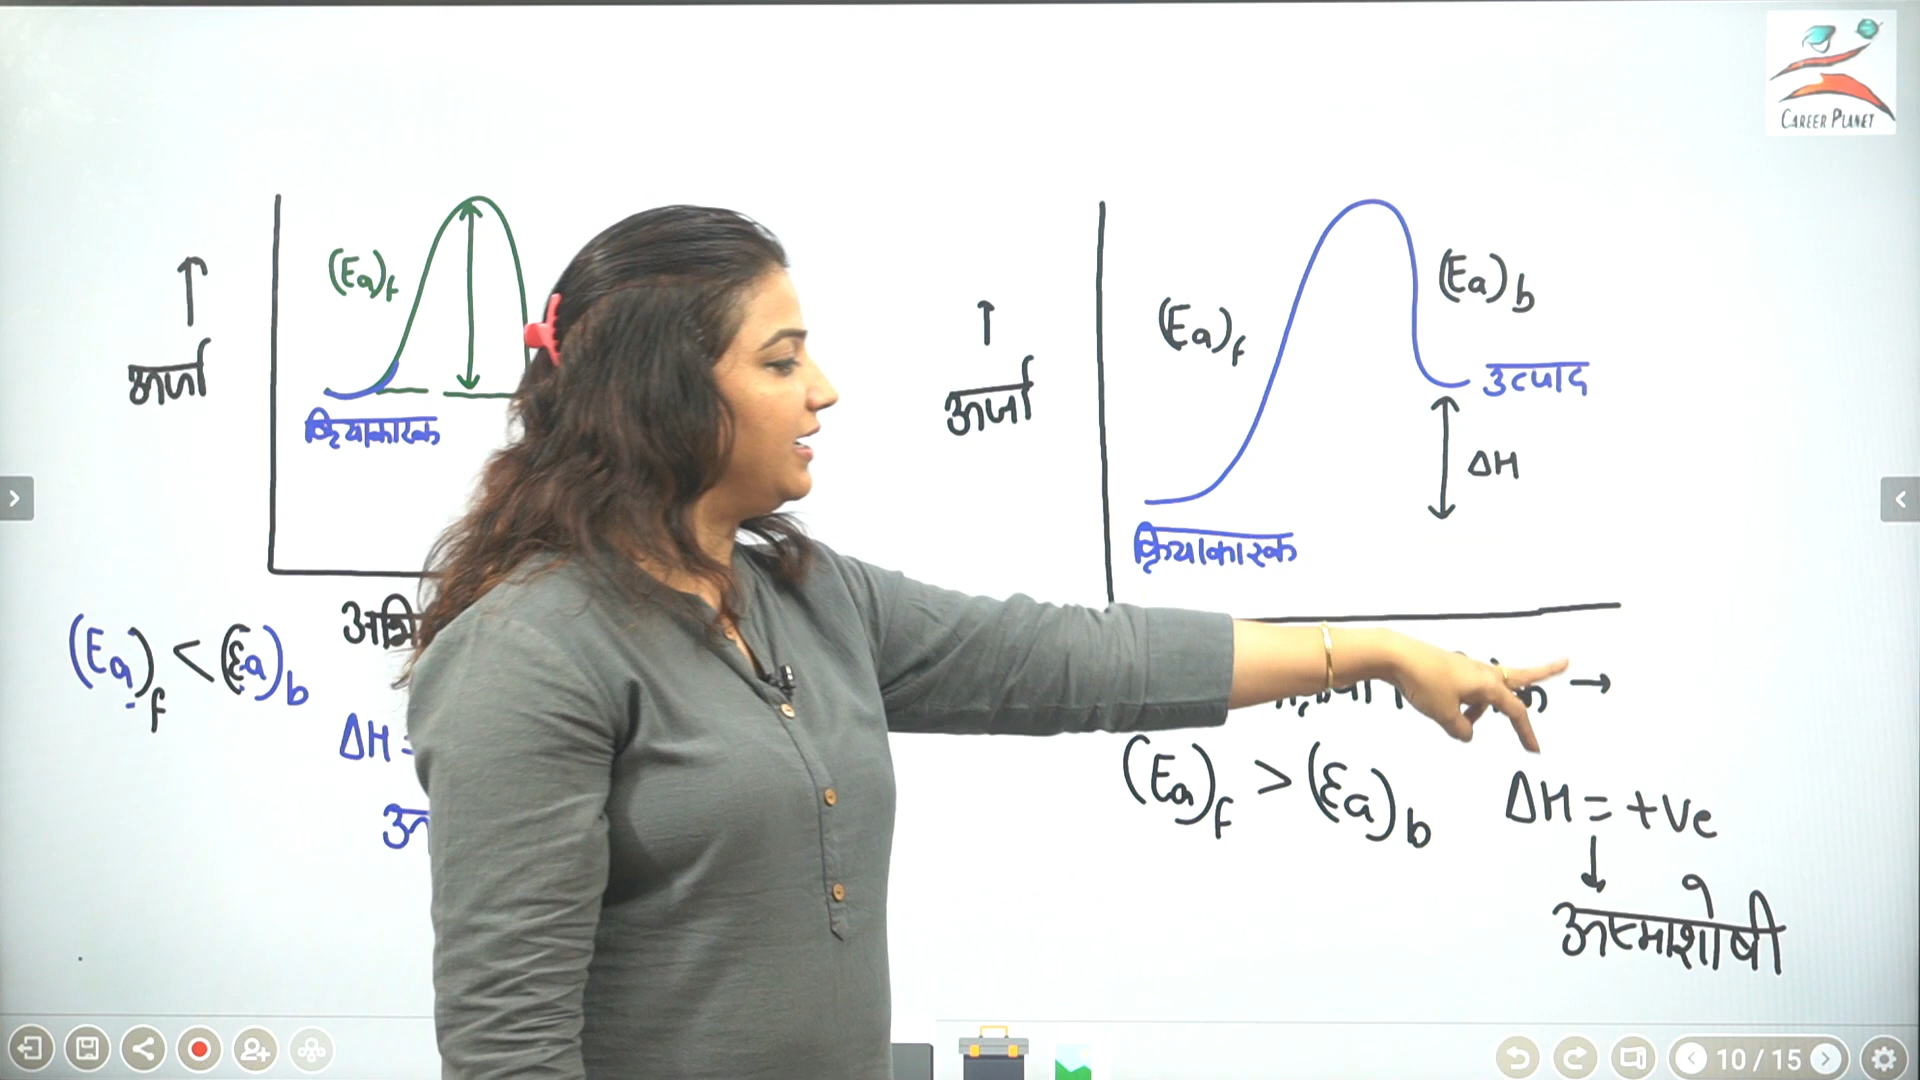 CAREER PLANET
(Ea)f
↑
ऊर्जा
क्रियाकारक
(Ea)f < (Ea)b
ΔH =
↑
ऊर्जा
(Ea)f
(Ea)b
उत्पाद
ΔH
क्रियाकारक
→
(Ea)f > (Ea)b
ΔH = +ve
↓
ऊष्माशोषी
10 / 15